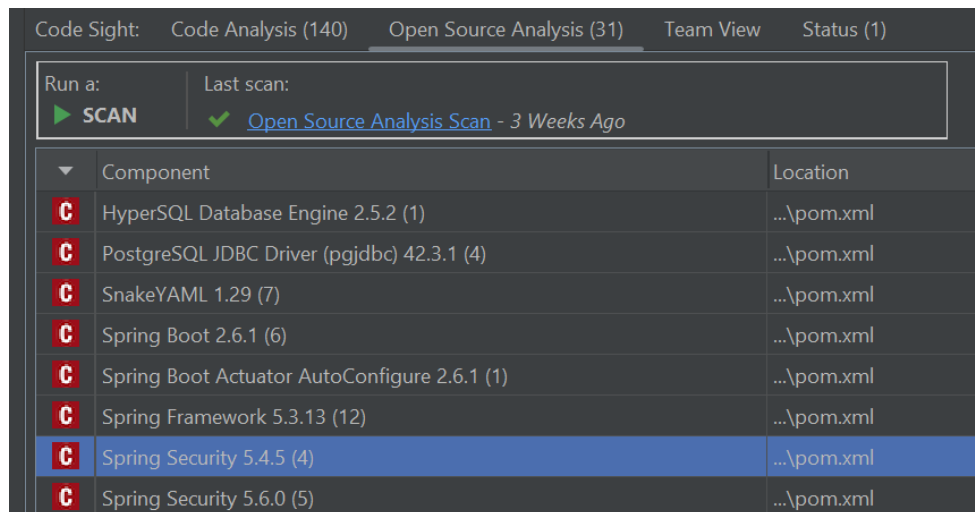 Code Sight: Code Analysis (140) Open Source Analysis (31) Team View Status (1)
Run a: Last scan:
SCAN Open Source Analysis Scan - 3 Weeks Ago
Component Location
C HyperSQL Database Engine 2.5.2 (1) ...\pom.xml
C PostgreSQL JDBC Driver (pgjdbc) 42.3.1 (4) ...\pom.xml
C SnakeYAML 1.29 (7) ...\pom.xml
C Spring Boot 2.6.1 (6) ...\pom.xml
C Spring Boot Actuator AutoConfigure 2.6.1 (1) ...\pom.xml
C Spring Framework 5.3.13 (12) ...\pom.xml
C Spring Security 5.4.5 (4) ...\pom.xml
C Spring Security 5.6.0 (5) ...\pom.xml